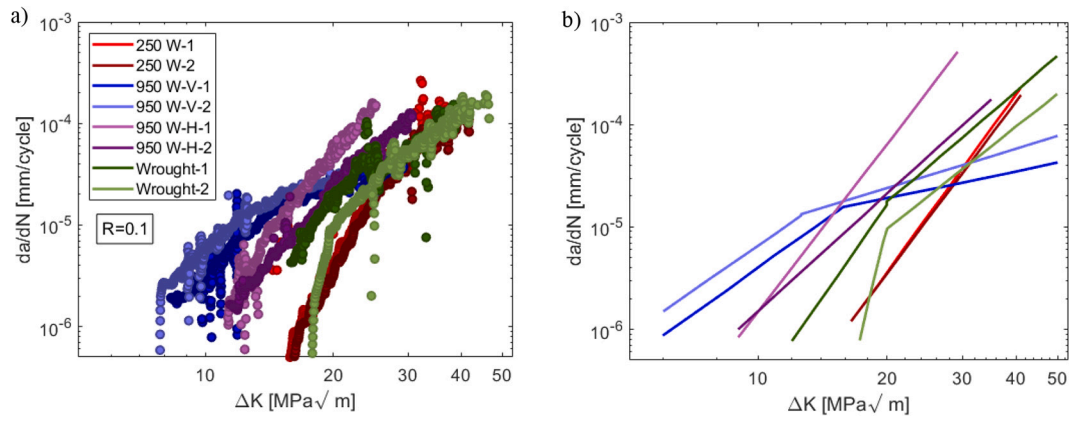 a)
10^-3
10^-4
10^-5
10^-6
da/dN [mm/cycle]
250 W-1
250 W-2
950 W-V-1
950 W-V-2
950 W-H-1
950 W-H-2
Wrought-1
Wrought-2
R=0.1
10 20 30 40 50
ΔK [MPa√ m]
b)
10^-3
10^-4
10^-5
10^-6
da/dN [mm/cycle]
10 20 30 40 50
ΔK [MPa√ m]